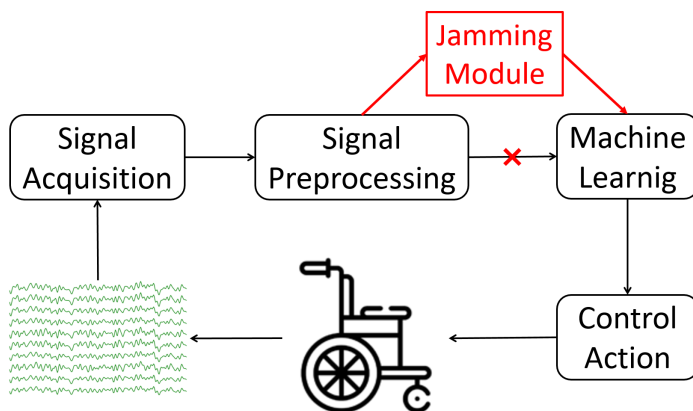 Jamming
Module
Signal
Acquisition
Signal
Preprocessing
Machine
Learnig
Control
Action